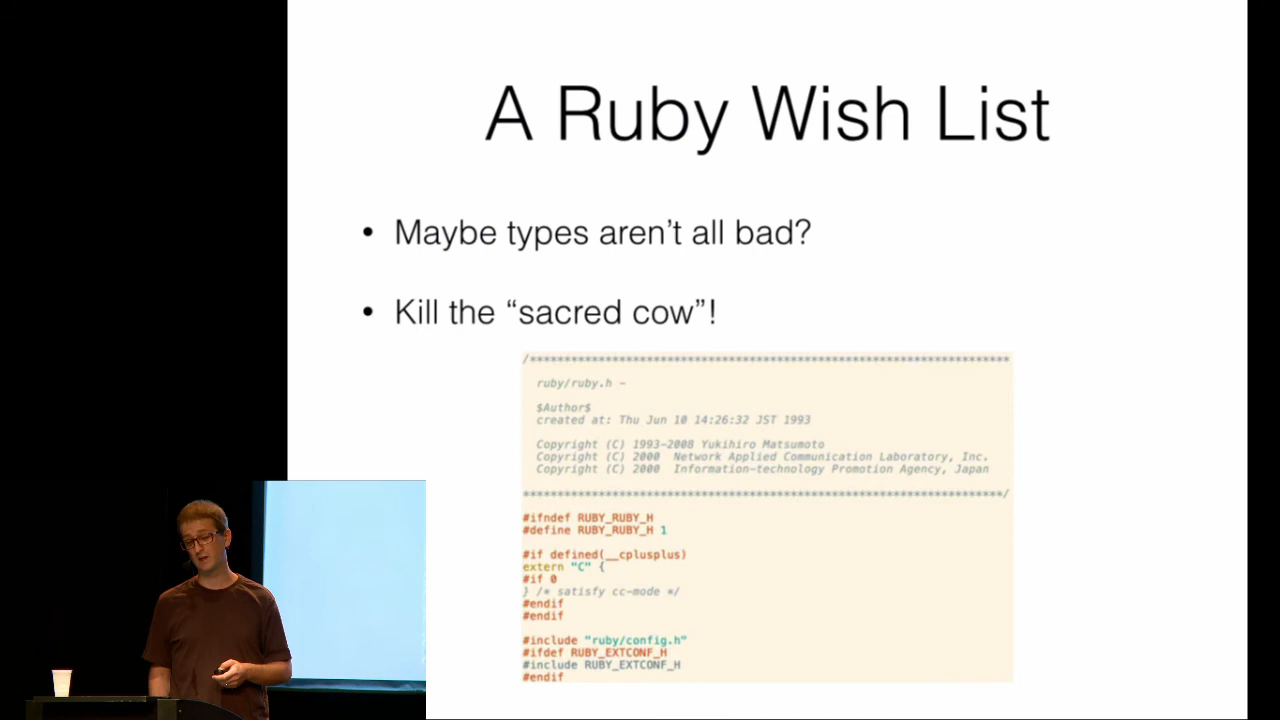 A Ruby Wish List
• Maybe types aren't all bad?
• Kill the “sacred cow”!
/**********************************************************************
ruby/ruby.h -
$Author$
created at: Thu Jun 10 14:26:32 JST 1993
Copyright (C) 1993-2008 Yukihiro Matsumoto
Copyright (C) 2000  Network Applied Communication Laboratory, Inc.
Copyright (C) 2000  Information-technology Promotion Agency, Japan
**********************************************************************/
#ifndef RUBY_RUBY_H
#define RUBY_RUBY_H 1
#if defined(__cplusplus)
extern "C" {
#if 0
} /* satisfy cc-mode */
#endif
#endif
#include "ruby/config.h"
#ifdef RUBY_EXTCONF_H
#include RUBY_EXTCONF_H
#endif